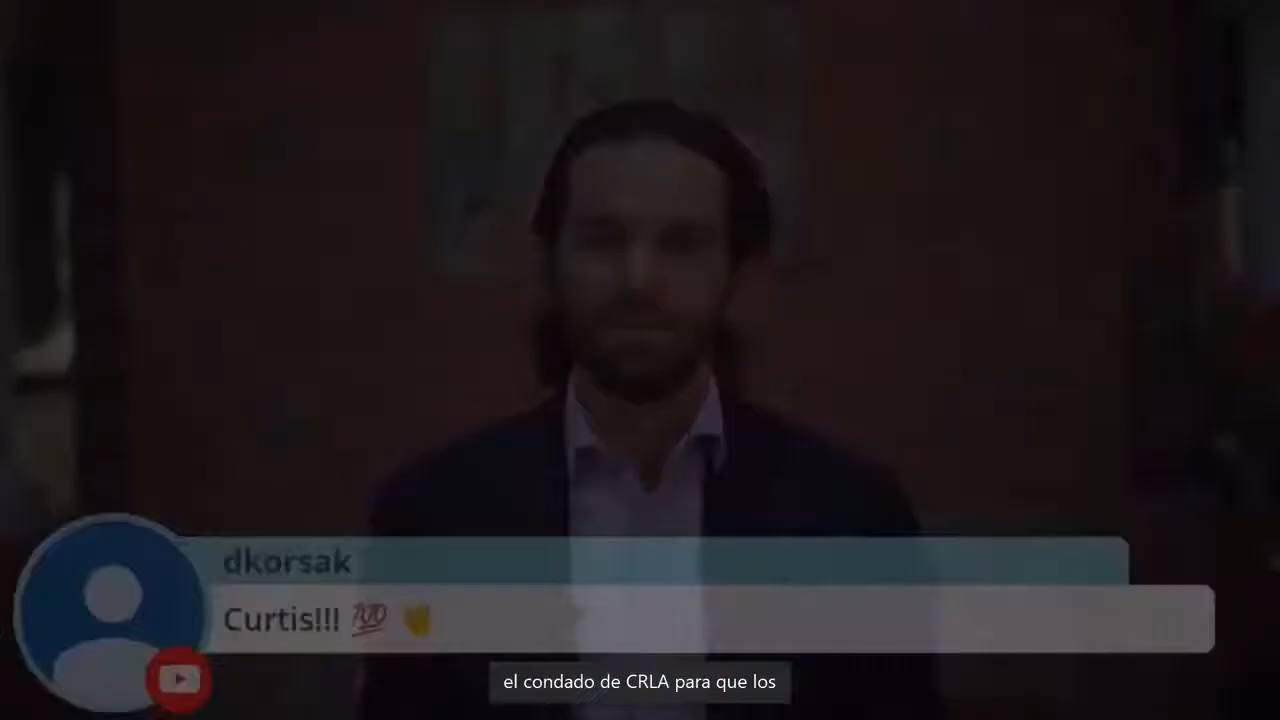 dkorsak
Curtis!!! 💯 👏
el condado de CRLA para que los